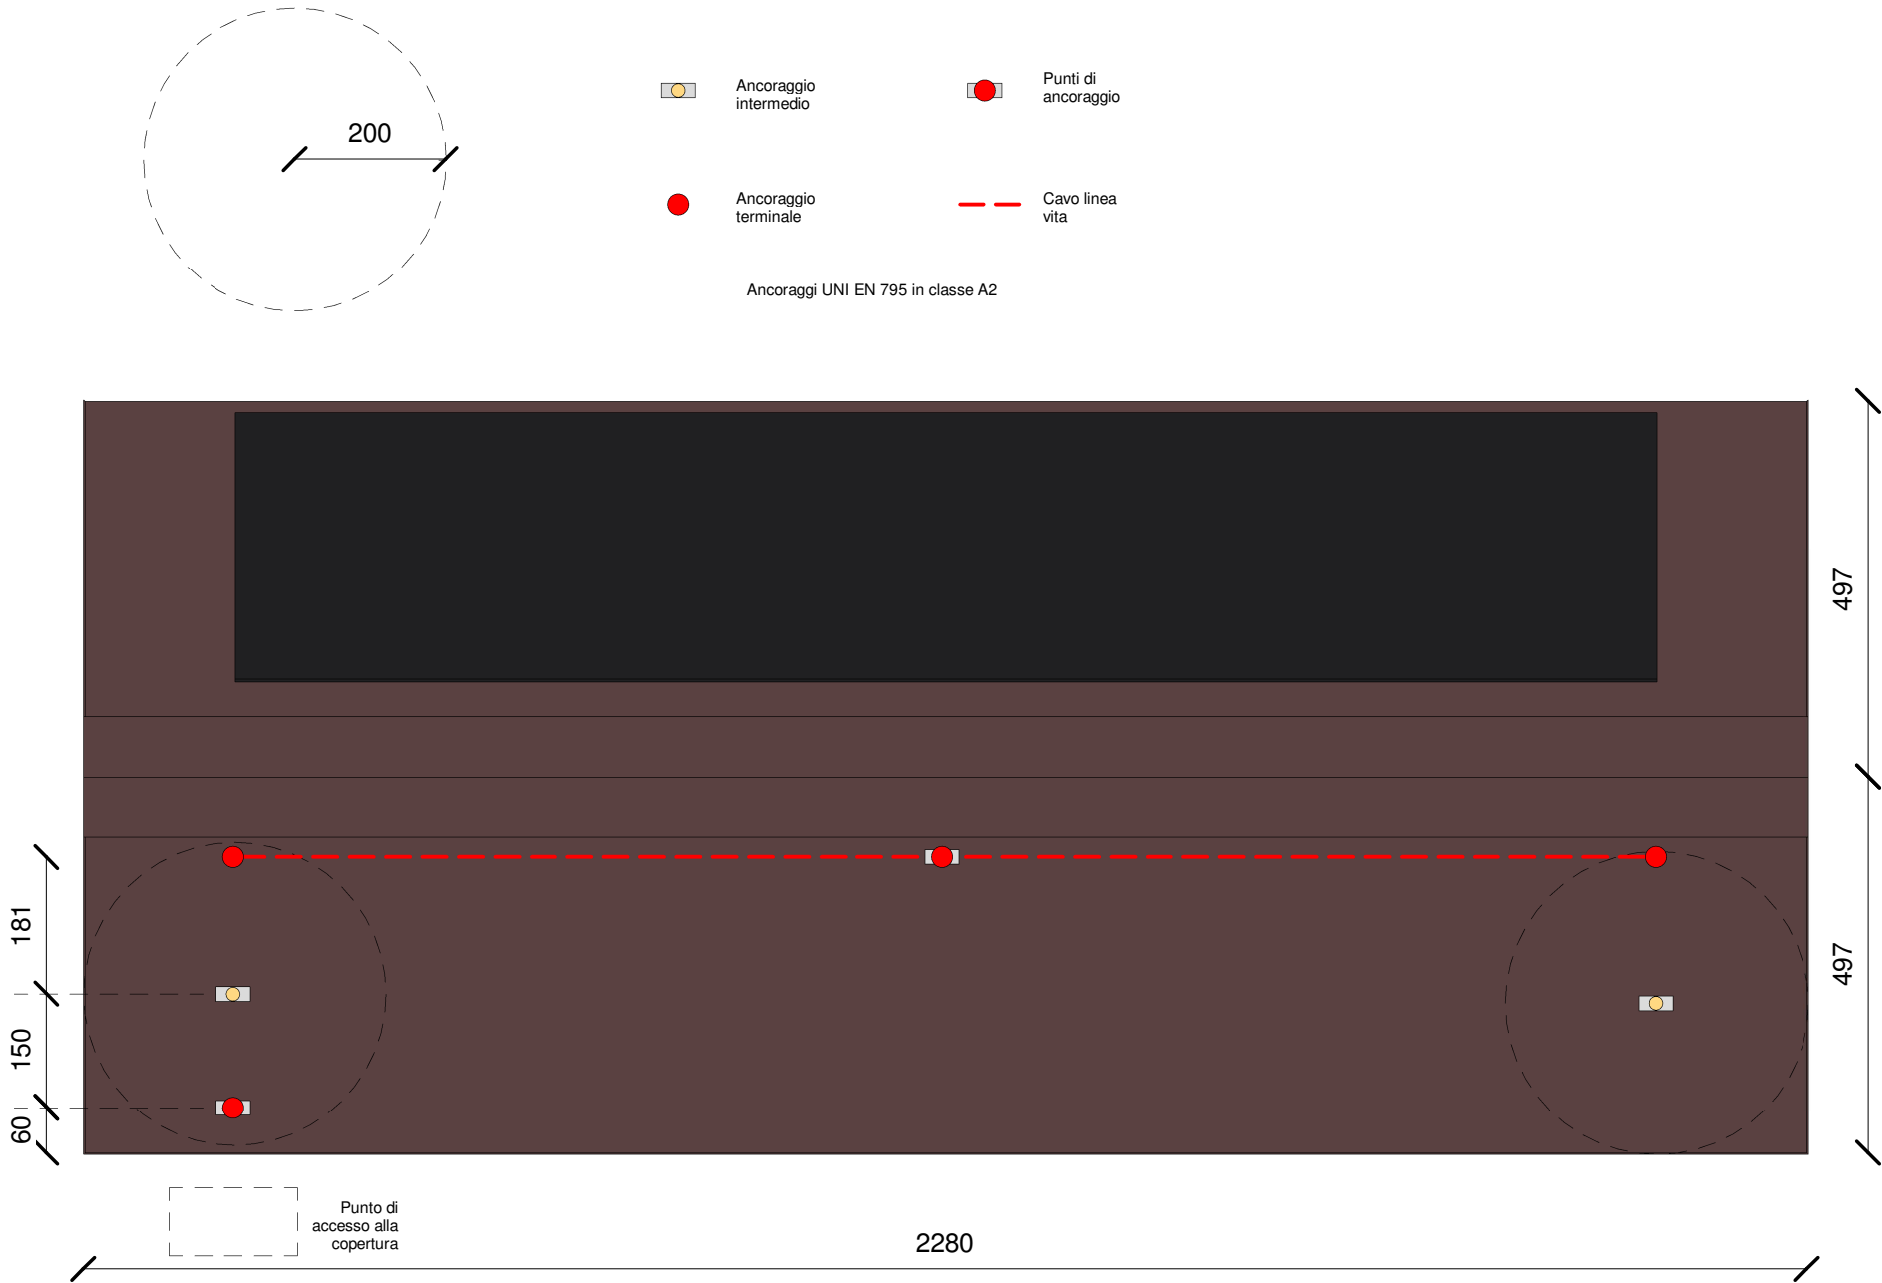 200
Ancoraggio
intermedio
Punti di
ancoraggio
Ancoraggio
terminale
Cavo linea
vita
Ancoraggi UNI EN 795 in classe A2
497
497
181
150
60
Punto di
accesso alla
copertura
2280